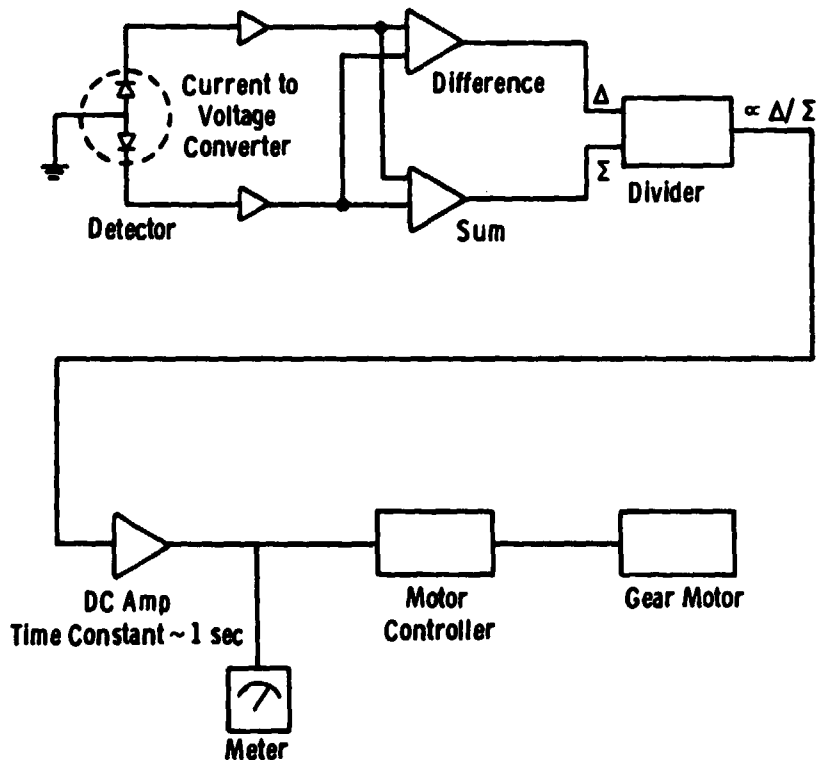 Current to
Voltage
Converter
Detector
Difference
Sum
Δ
Σ
Divider
∝ Δ/ Σ
DC Amp
Time Constant ~ 1 sec
Motor
Controller
Gear Motor
Meter